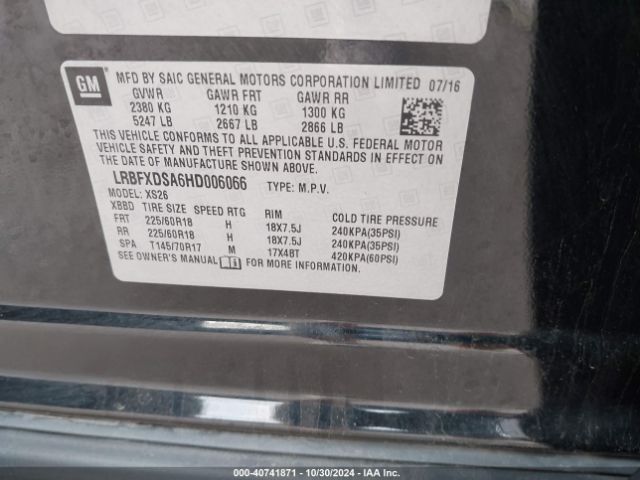 GM
MFD BY SAIC GENERAL MOTORS CORPORATION LIMITED 07/16
GVWR GAWR FRT GAWR RR
2380 KG 1210 KG 1300 KG
5247 LB 2667 LB 2866 LB
THIS VEHICLE CONFORMS TO ALL APPLICABLE U.S. FEDERAL MOTOR
VEHICLE SAFETY AND THEFT PREVENTION STANDARDS IN EFFECT ON
THE DATE OF MANUFACTURE SHOWN ABOVE.
LRBFXDSA6HD006066 TYPE: M.P.V.
MODEL: XS26
XBBD TIRE SIZE SPEED RTG RIM COLD TIRE PRESSURE
FRT 225/60R18 H 18X7.5J 240KPA(35PSI)
RR 225/60R18 H 18X7.5J 240KPA(35PSI)
SPA T145/70R17 M 17X4BT 420KPA(60PSI)
SEE OWNER'S MANUAL FOR MORE INFORMATION.
000-40741871 - 10/30/2024 - IAA Inc.